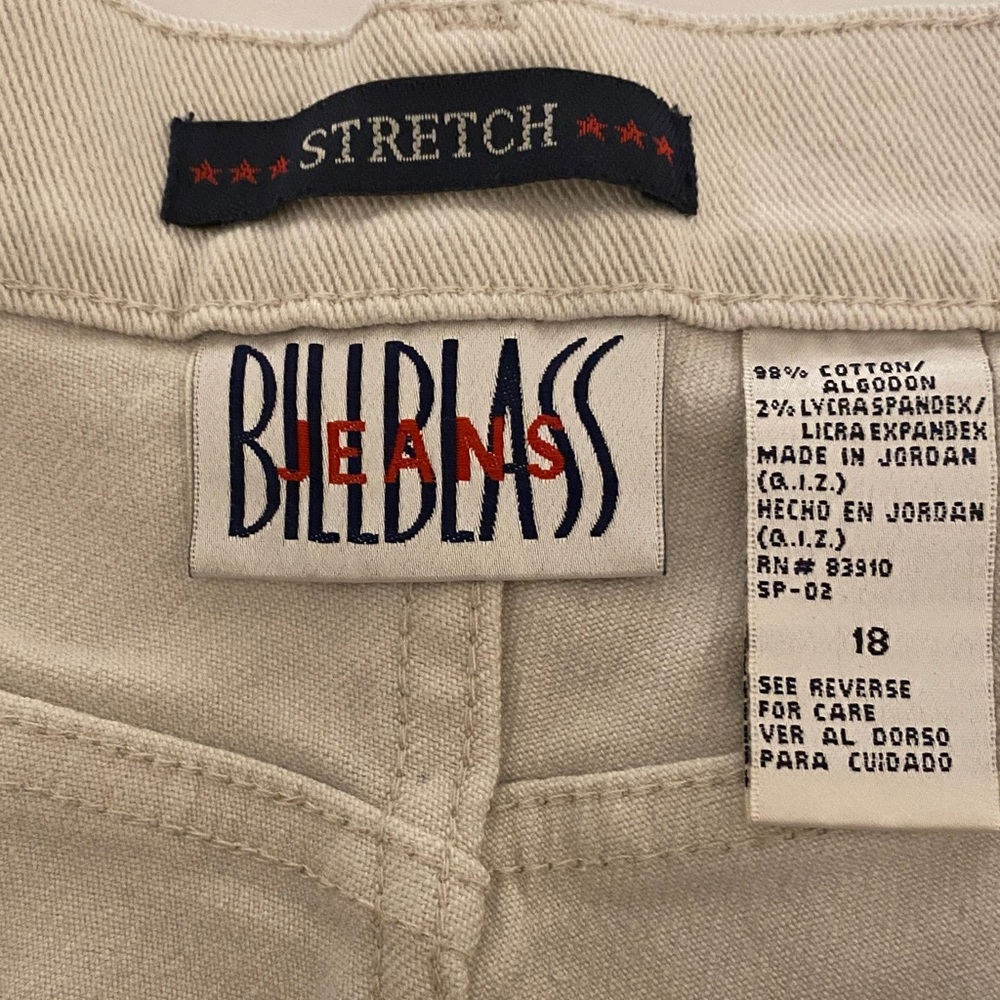 STRETCH
BILLBLASS
JEANS
98% COTTON/
ALGODON
2% LYCRA SPANDEX/
LICRA EXPANDEX
MADE IN JORDAN
(Q.I.Z.)
HECHO EN JORDAN
(Q.I.Z.)
RN# 83910
SP-02
18
SEE REVERSE
FOR CARE
VER AL DORSO
PARA CUIDADO